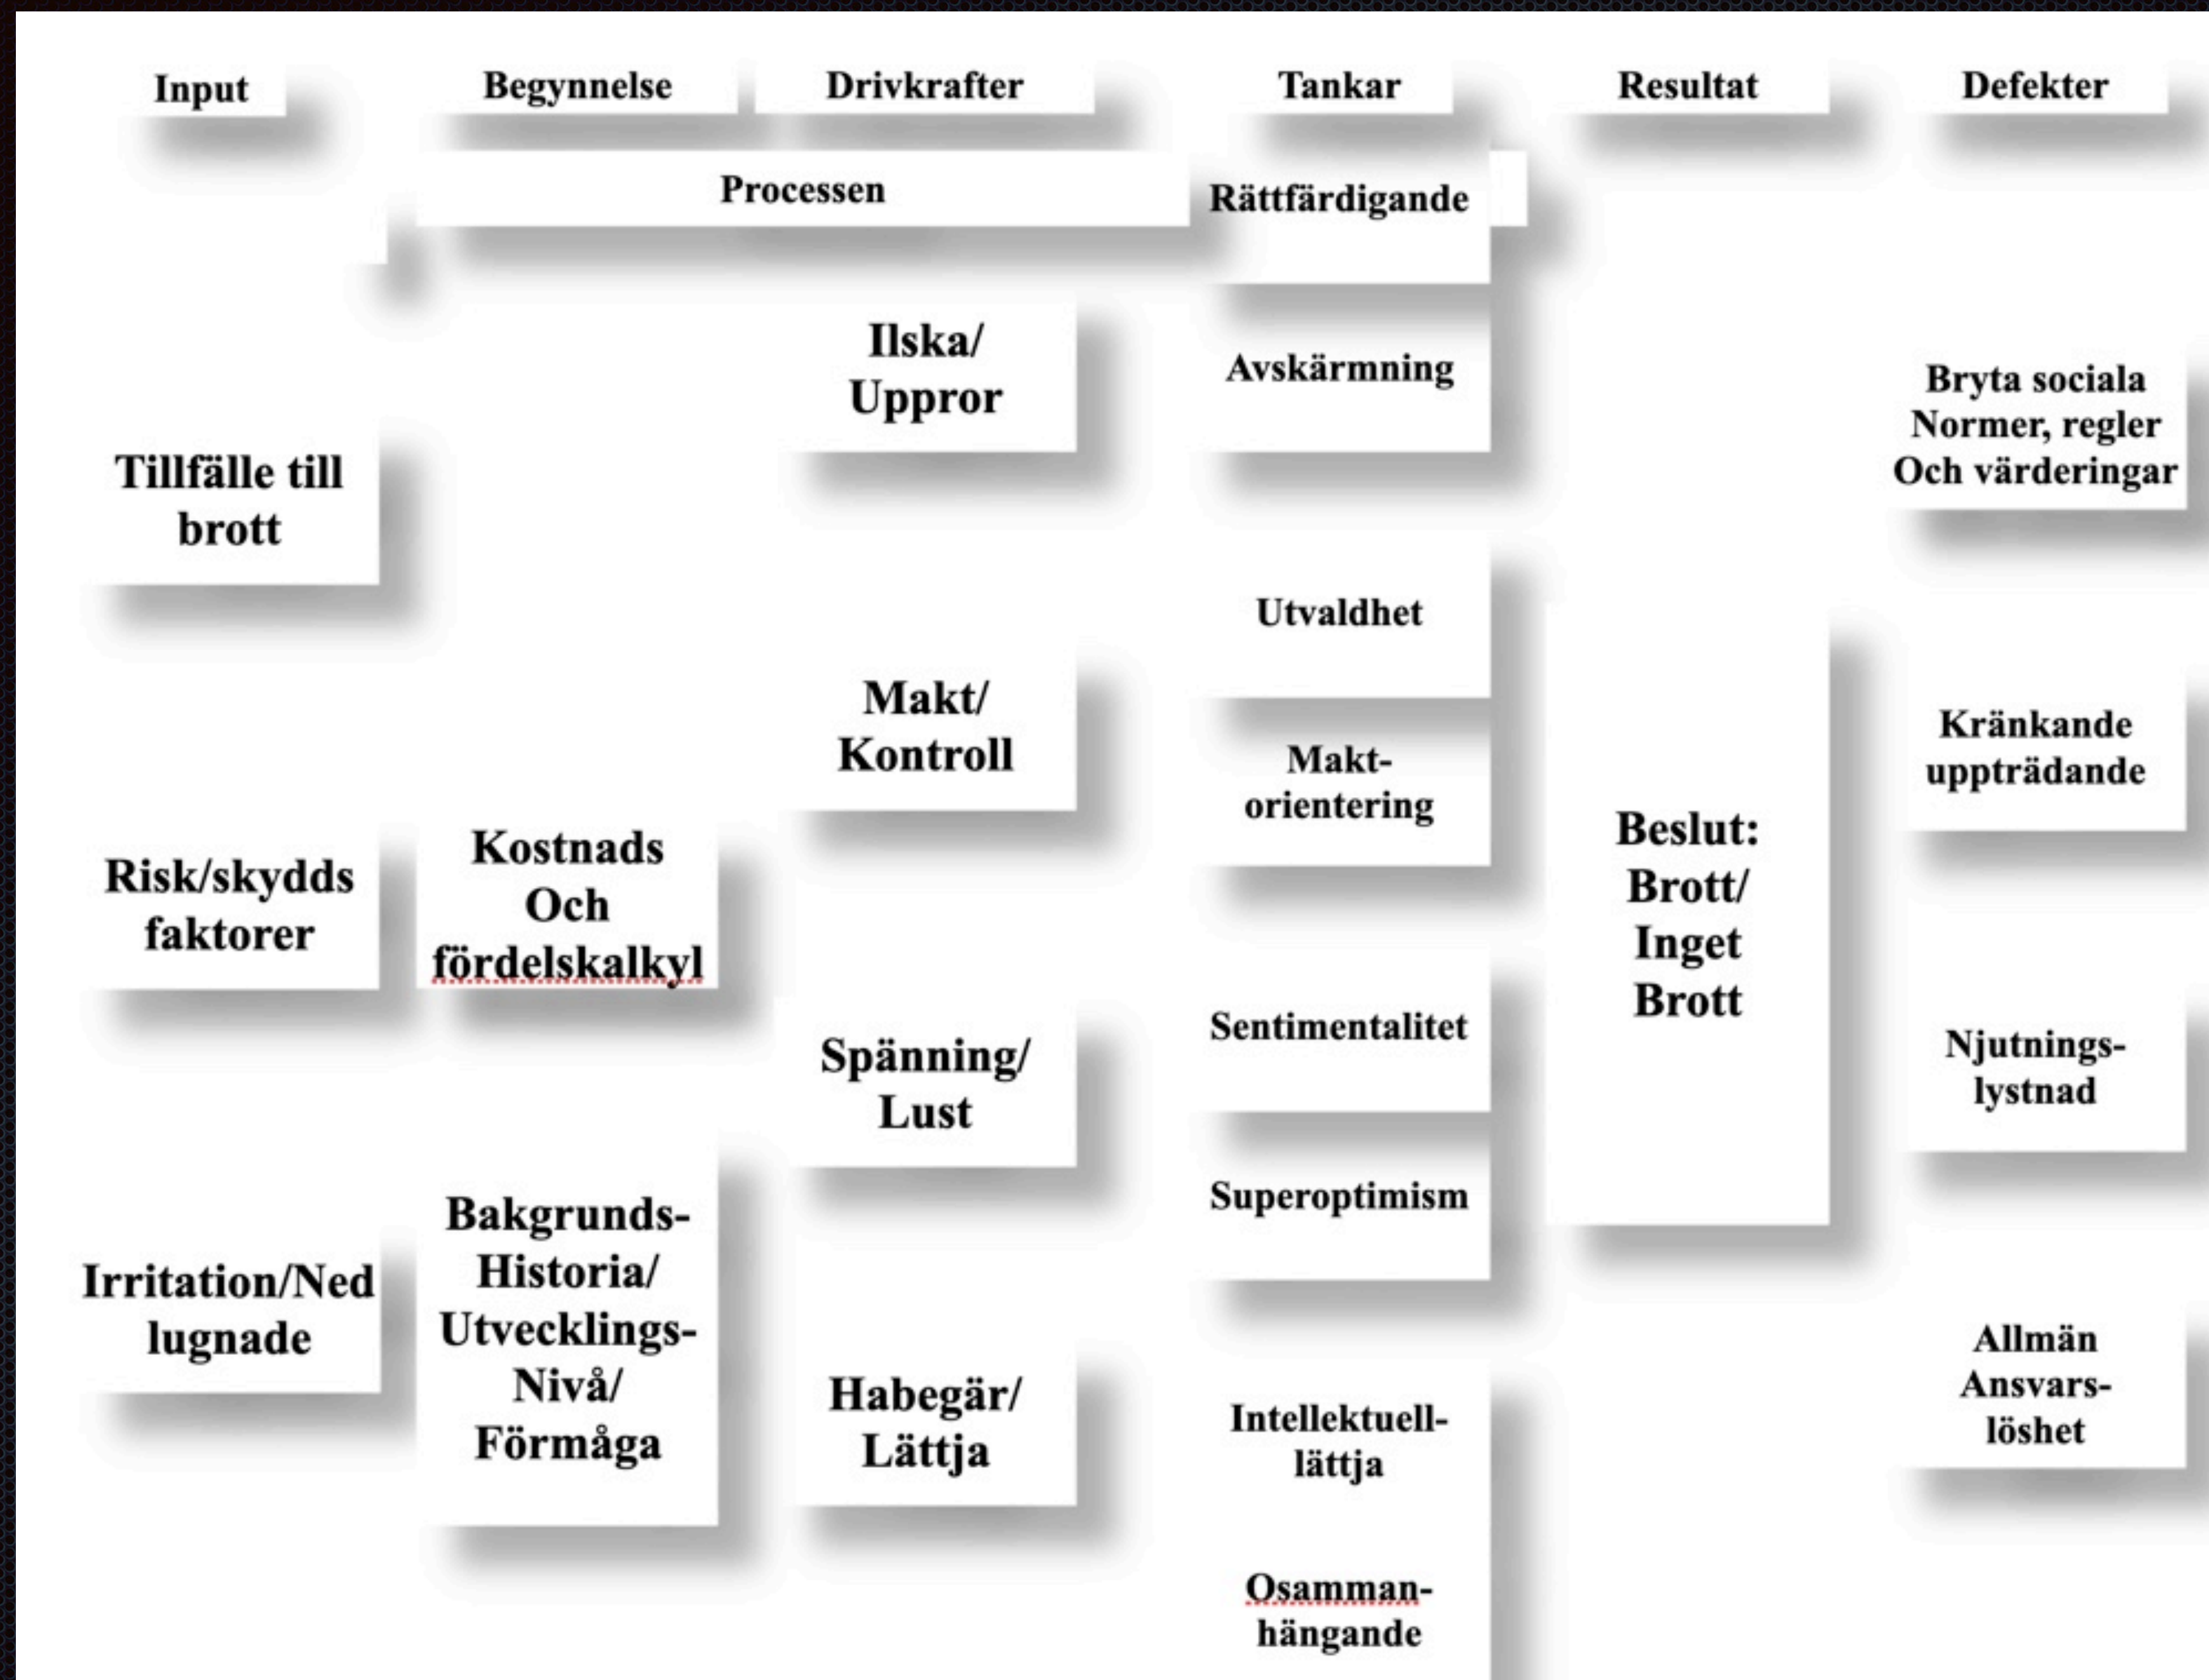 Input
Begynnelse
Drivkrafter
Tankar
Resultat
Defekter
Processen
Tillfälle till
brott
Risk/skydds
faktorer
Irritation/Ned
lugnade
Kostnads
Och
fördelskalkyl
Bakgrunds-
Historia/
Utvecklings-
Nivå/
Förmåga
Ilska/
Uppror
Makt/
Kontroll
Spänning/
Lust
Habegär/
Lättja
Rättfärdigande
Avskärmning
Utvaldhet
Makt-
orientering
Sentimentalitet
Superoptimism
Intellektuell-
lättja
Osamman-
hängande
Beslut:
Brott/
Inget
Brott
Bryta sociala
Normer, regler
Och värderingar
Kränkande
uppträdande
Njutnings-
lystnad
Allmän
Ansvars-
löshet